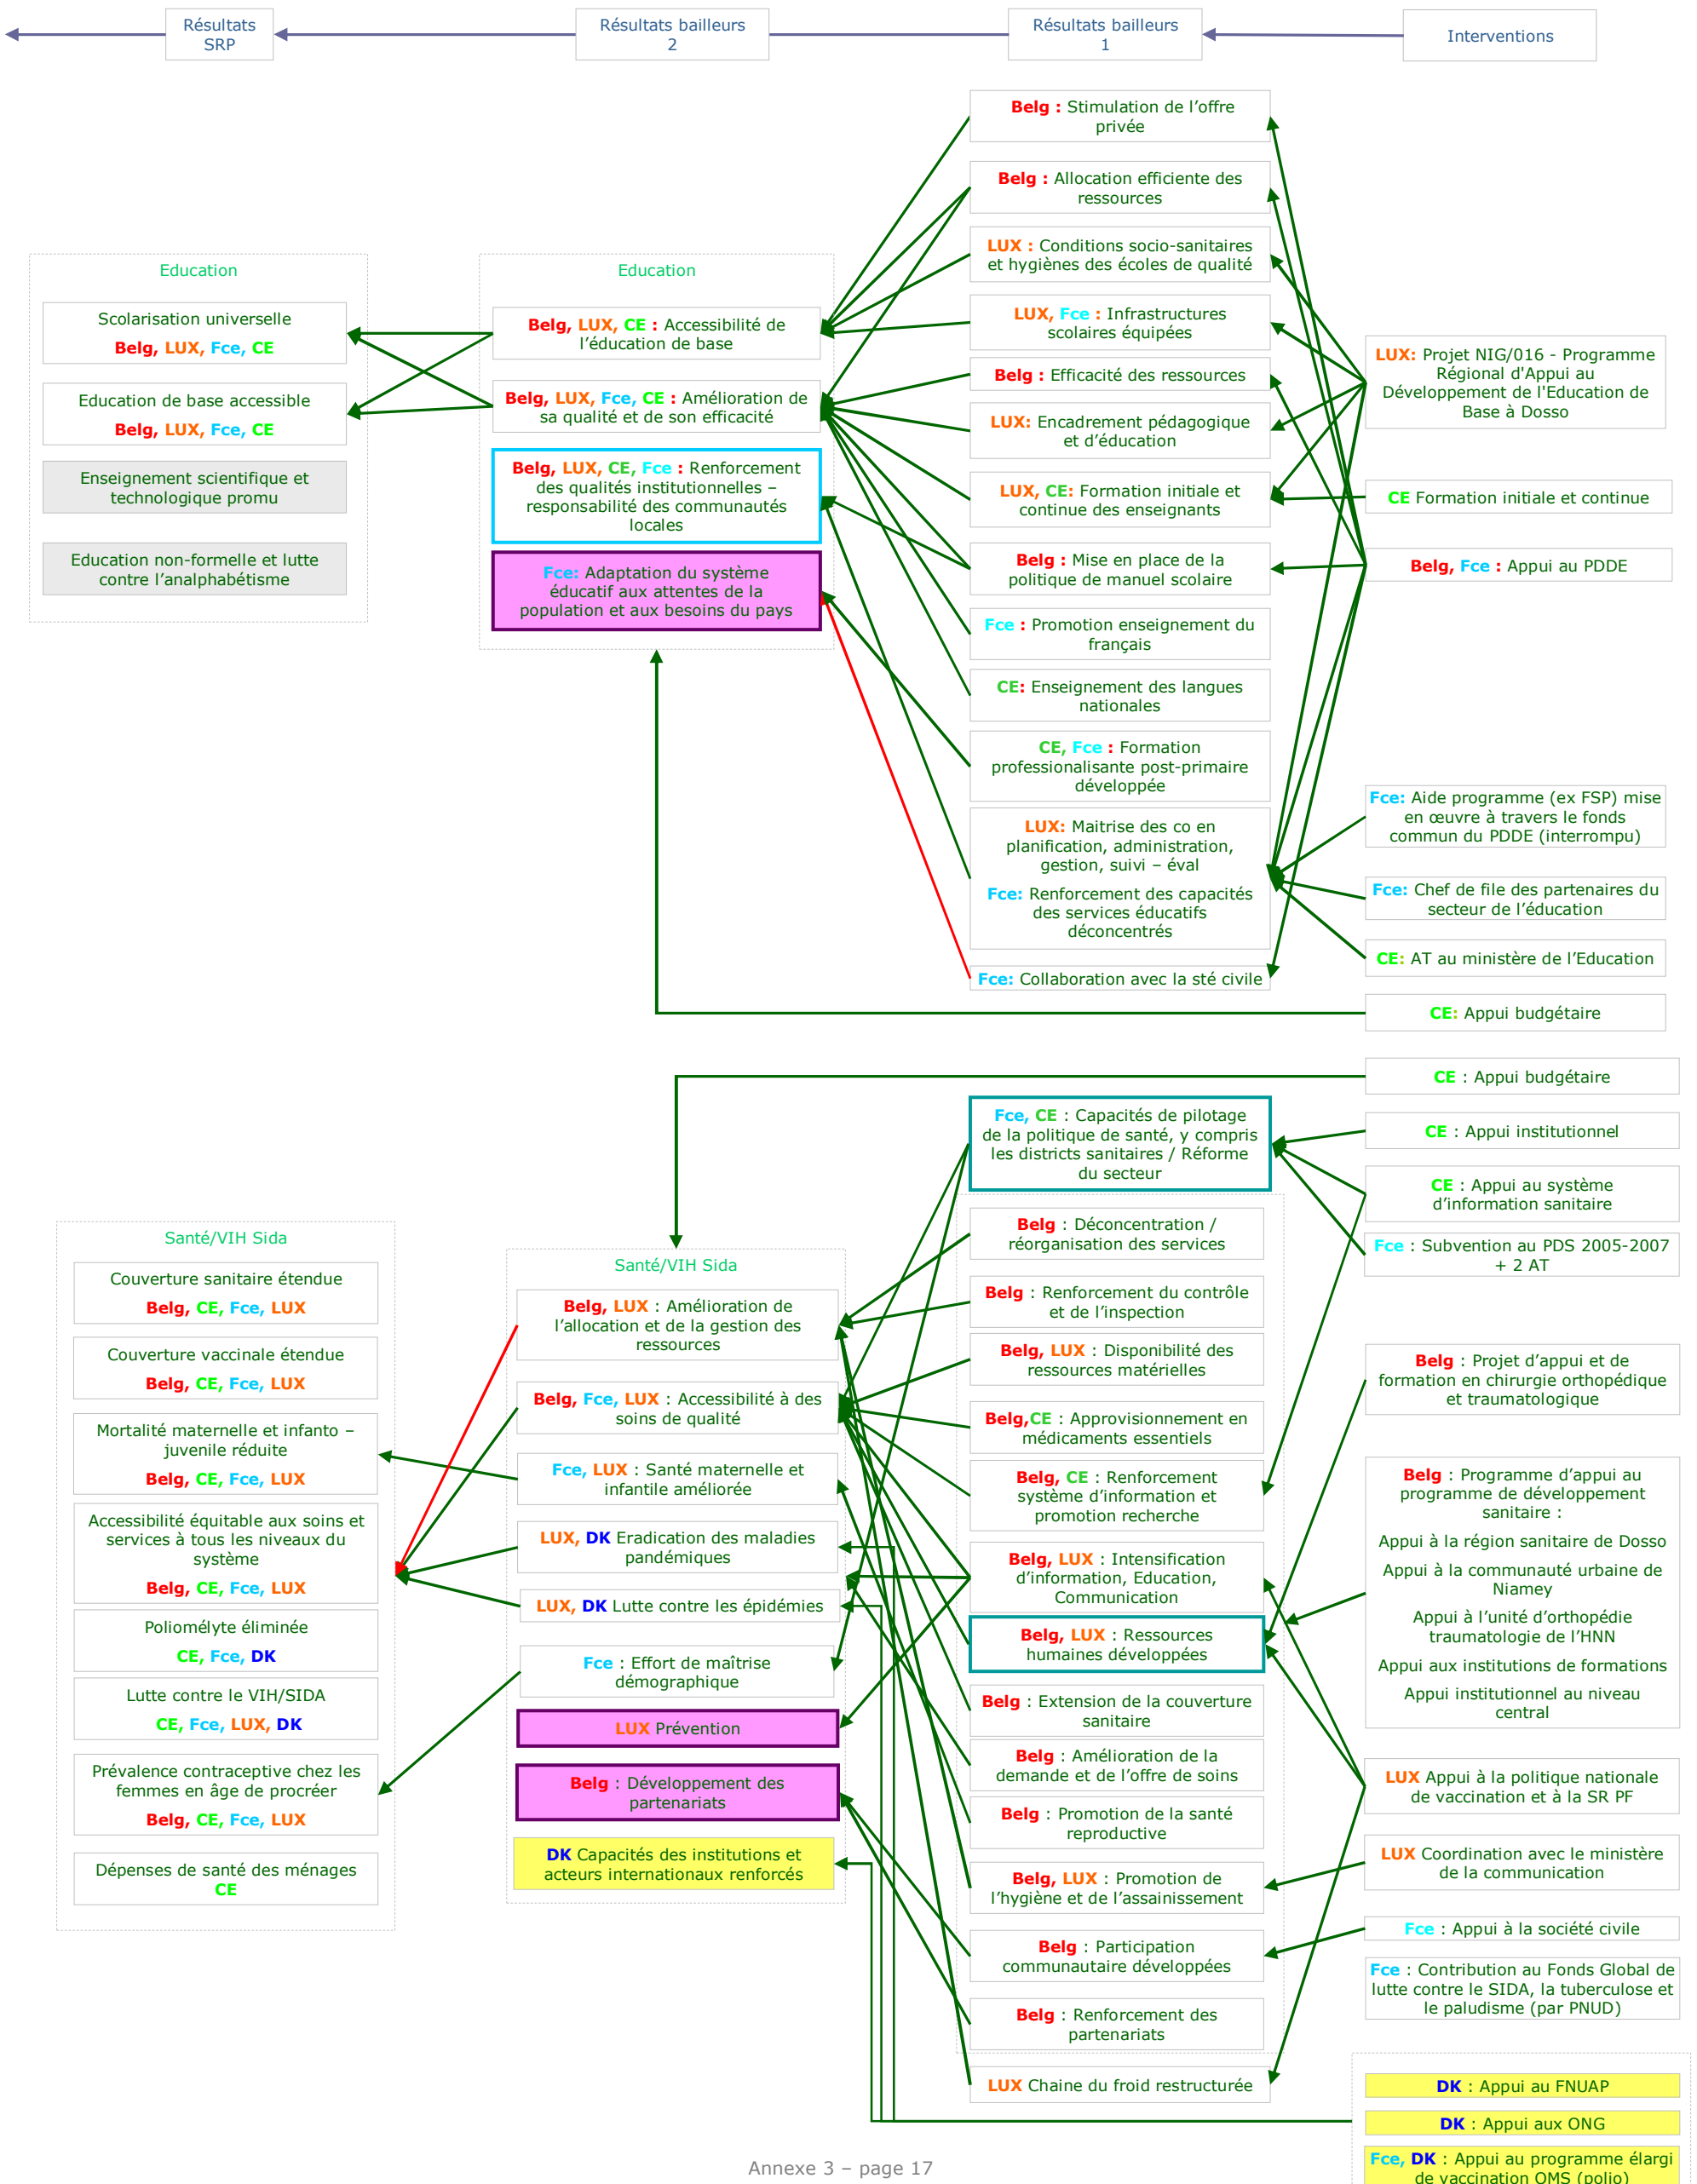 Résultats
SRP
Résultats bailleurs
2
Résultats bailleurs
1
Interventions
Education
Scolarisation universelle
Belg, LUX, Fce, CE
Education de base accessible
Belg, LUX, Fce, CE
Enseignement scientifique et
technologique promu
Education non-formelle et lutte
contre l’analphabétisme
Education
Belg, LUX, CE : Accessibilité de
l’éducation de base
Belg, LUX, Fce, CE : Amélioration de
sa qualité et de son efficacité
Belg, LUX, CE, Fce : Renforcement
des qualités institutionnelles –
responsabilité des communautés
locales
Fce: Adaptation du système
éducatif aux attentes de la
population et aux besoins du pays
Belg : Stimulation de l’offre
privée
Belg : Allocation efficiente des
ressources
LUX : Conditions socio-sanitaires
et hygiènes des écoles de qualité
LUX, Fce : Infrastructures
scolaires équipées
Belg : Efficacité des ressources
LUX: Encadrement pédagogique
et d’éducation
LUX, CE: Formation initiale et
continue des enseignants
Belg : Mise en place de la
politique de manuel scolaire
Fce : Promotion enseignement du
français
CE: Enseignement des langues
nationales
CE, Fce : Formation
professionalisante post-primaire
développée
LUX: Maitrise des co en
planification, administration,
gestion, suivi – éval
Fce: Renforcement des capacités
des services éducatifs
déconcentrés
Fce: Collaboration avec la sté civile
LUX: Projet NIG/016 - Programme
Régional d'Appui au
Développement de l'Education de
Base à Dosso
CE Formation initiale et continue
Belg, Fce : Appui au PDDE
Fce: Aide programme (ex FSP) mise
en œuvre à travers le fonds
commun du PDDE (interrompu)
Fce: Chef de file des partenaires du
secteur de l’éducation
CE: AT au ministère de l’Education
CE: Appui budgétaire
Santé/VIH Sida
Couverture sanitaire étendue
Belg, CE, Fce, LUX
Couverture vaccinale étendue
Belg, CE, Fce, LUX
Mortalité maternelle et infanto –
juvenile réduite
Belg, CE, Fce, LUX
Accessibilité équitable aux soins et
services à tous les niveaux du
système
Belg, CE, Fce, LUX
Poliomélyte éliminée
CE, Fce, DK
Lutte contre le VIH/SIDA
CE, Fce, LUX, DK
Prévalence contraceptive chez les
femmes en âge de procréer
Belg, CE, Fce, LUX
Dépenses de santé des ménages
CE
Santé/VIH Sida
Belg, LUX : Amélioration de
l’allocation et de la gestion des
ressources
Belg, Fce, LUX : Accessibilité à des
soins de qualité
Fce, LUX : Santé maternelle et
infantile améliorée
LUX, DK Eradication des maladies
pandémiques
LUX, DK Lutte contre les épidémies
Fce : Effort de maîtrise
démographique
LUX Prévention
Belg : Développement des
partenariats
DK Capacités des institutions et
acteurs internationaux renforcés
Fce, CE : Capacités de pilotage
de la politique de santé, y compris
les districts sanitaires / Réforme
du secteur
Belg : Déconcentration /
réorganisation des services
Belg : Renforcement du contrôle
et de l’inspection
Belg, LUX : Disponibilité des
ressources matérielles
Belg,CE : Approvisionnement en
médicaments essentiels
Belg, CE : Renforcement
système d’information et
promotion recherche
Belg, LUX : Intensification
d’information, Education,
Communication
Belg, LUX : Ressources
humaines développées
Belg : Extension de la couverture
sanitaire
Belg : Amélioration de la
demande et de l’offre de soins
Belg : Promotion de la santé
reproductive
Belg, LUX : Promotion de
l’hygiène et de l’assainissement
Belg : Participation
communautaire développées
Belg : Renforcement des
partenariats
LUX Chaine du froid restructurée
CE : Appui budgétaire
CE : Appui institutionnel
CE : Appui au système
d’information sanitaire
Fce : Subvention au PDS 2005-2007
+ 2 AT
Belg : Projet d’appui et de
formation en chirurgie orthopédique
et traumatologique
Belg : Programme d’appui au
programme de développement
sanitaire :
Appui à la région sanitaire de Dosso
Appui à la communauté urbaine de
Niamey
Appui à l’unité d’orthopédie
traumatologie de l’HNN
Appui aux institutions de formations
Appui institutionnel au niveau
central
LUX Appui à la politique nationale
de vaccination et à la SR PF
LUX Coordination avec le ministère
de la communication
Fce : Appui à la société civile
Fce : Contribution au Fonds Global de
lutte contre le SIDA, la tuberculose et
le paludisme (par PNUD)
DK : Appui au FNUAP
DK : Appui aux ONG
Fce, DK : Appui au programme élargi
de vaccination OMS (polio)
Annexe 3 – page 17